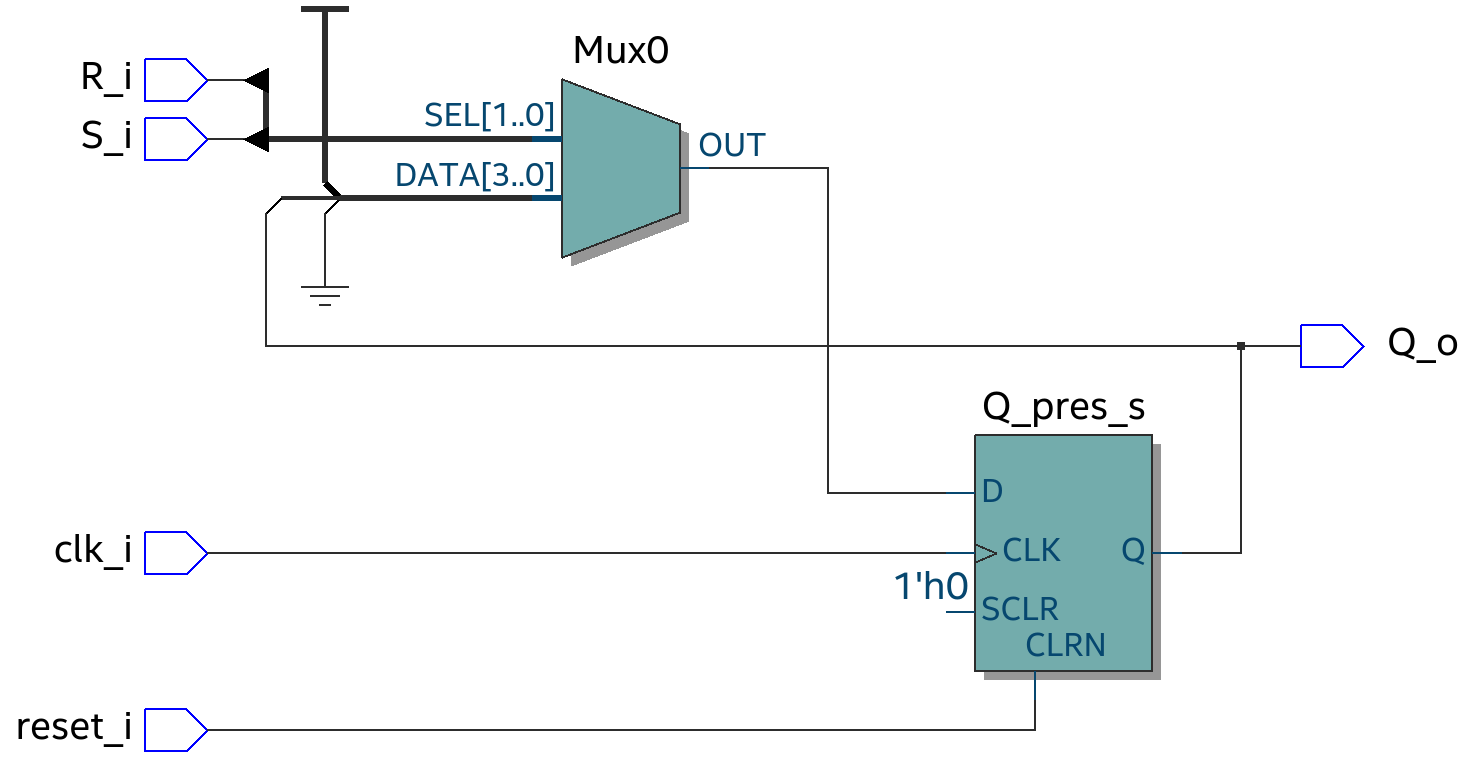 Mux0
R_i
SEL[1..0]
S_i
OUT
DATA[3..0]
Q_o
Q_pres_s
D
clk_i
CLK
Q
1'h0
SCLR
CLRN
reset_i